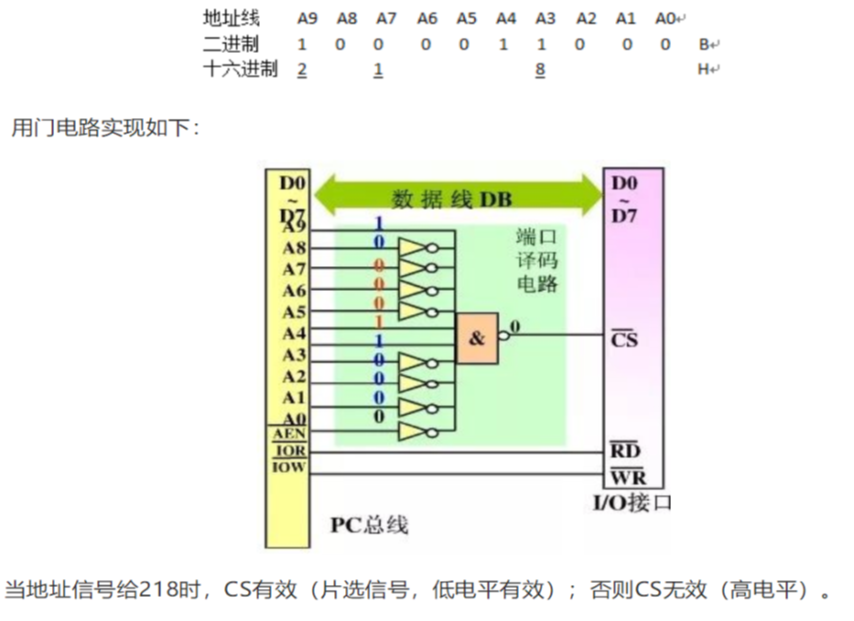 地址线 A9 A8 A7 A6 A5 A4 A3 A2 A1 A0
二进制 1 0 0 0 0 1 1 0 0 0 B
十六进制 2 1 8 H
用门电路实现如下：
D0
~
D7
数据线DB
D0
~
D7
A9 1
A8 0
A7 0
A6 0
A5 0
A4 1
A3 1
A2 0
A1 0
A0 0
0
AEN
IOR
IOW
端口
译码
电路
&
0
CS
RD
WR
I/O接口
PC总线
当地址信号给218时，CS有效（片选信号，低电平有效）；否则CS无效（高电平）。